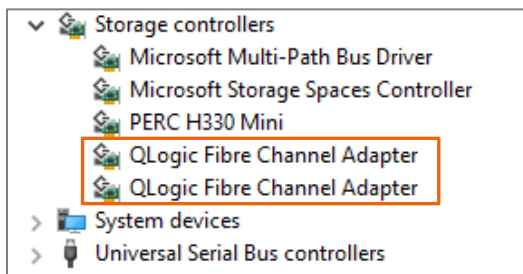 Storage controllers
Microsoft Multi-Path Bus Driver
Microsoft Storage Spaces Controller
PERC H330 Mini
QLogic Fibre Channel Adapter
QLogic Fibre Channel Adapter
System devices
Universal Serial Bus controllers